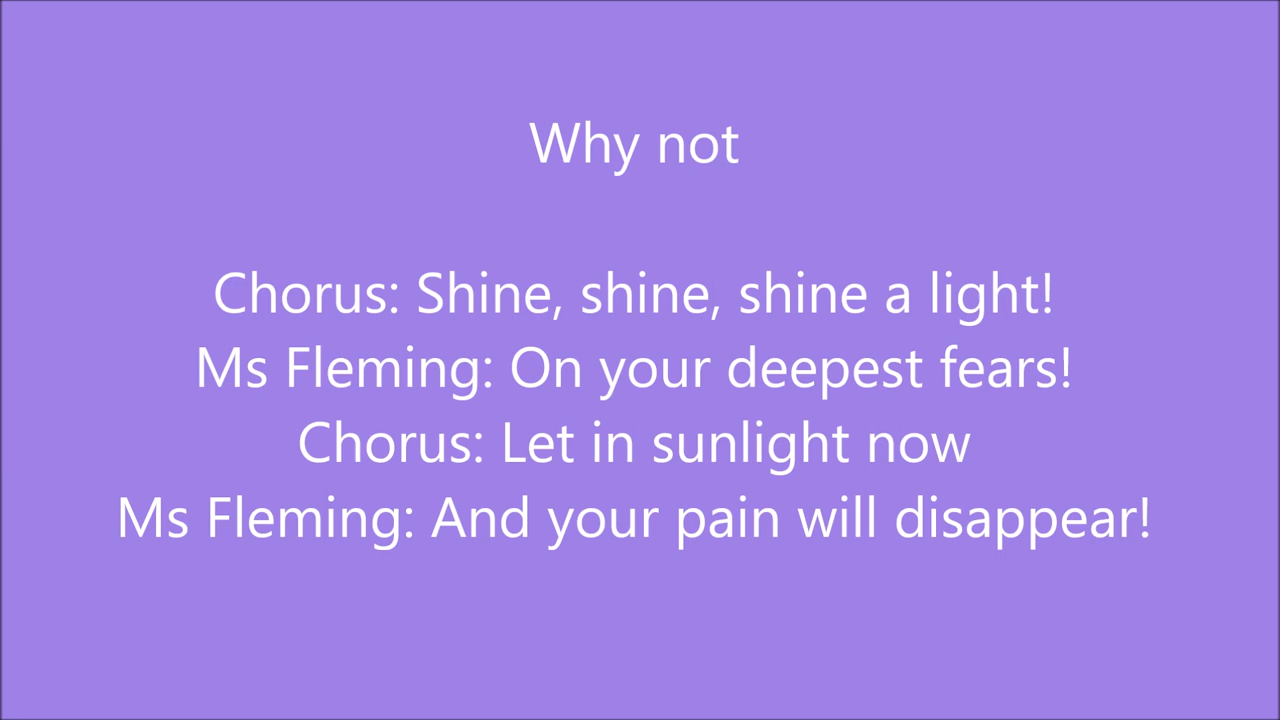 Why not
Chorus: Shine, shine, shine a light!
Ms Fleming: On your deepest fears!
Chorus: Let in sunlight now
Ms Fleming: And your pain will disappear!